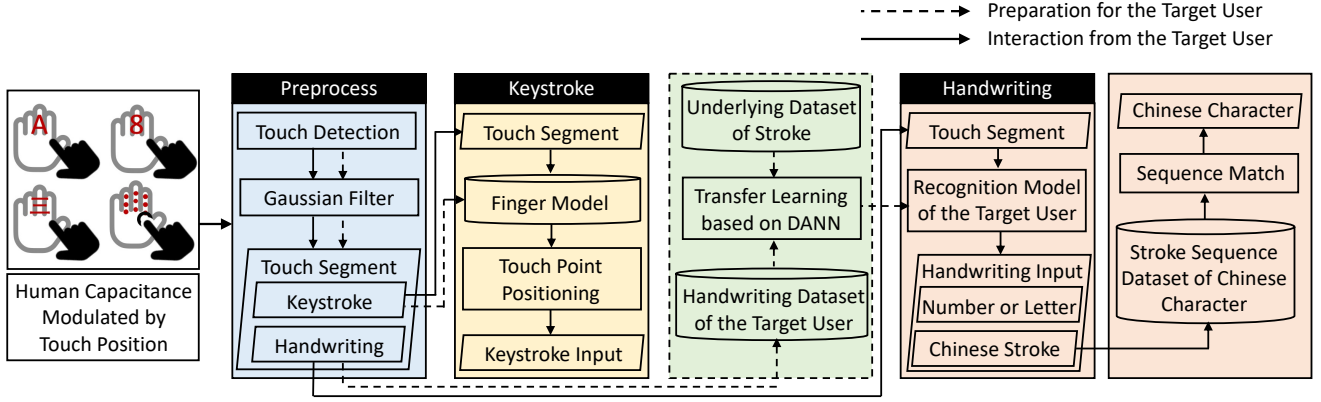 Preparation for the Target User
Interaction from the Target User
A
8
Human Capacitance
Modulated by
Touch Position
Preprocess
Touch Detection
Gaussian Filter
Touch Segment
Keystroke
Handwriting
Keystroke
Touch Segment
Finger Model
Touch Point
Positioning
Keystroke Input
Underlying Dataset
of Stroke
Transfer Learning
based on DANN
Handwriting Dataset
of the Target User
Handwriting
Touch Segment
Recognition Model
of the Target User
Handwriting Input
Number or Letter
Chinese Stroke
Chinese Character
Sequence Match
Stroke Sequence
Dataset of Chinese
Character